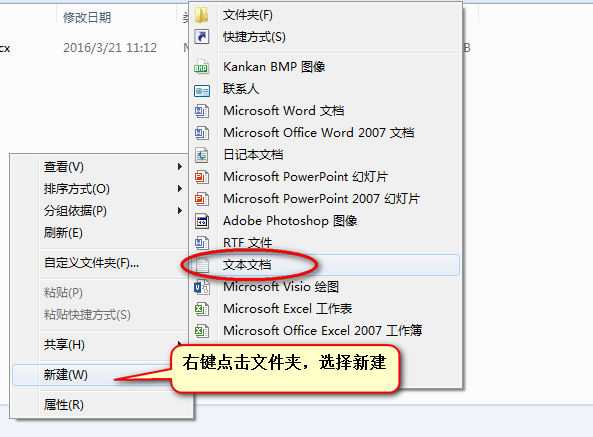 修改日期
类
cx
2016/3/21 11:12
M
B
文件夹(F)
快捷方式(S)
Kankan BMP 图像
联系人
Microsoft Word 文档
Microsoft Office Word 2007 文档
日记本文档
Microsoft PowerPoint 幻灯片
Microsoft PowerPoint 2007 幻灯片
Adobe Photoshop 图像
RTF 文件
文本文档
Microsoft Visio 绘图
Microsoft Excel 工作表
Microsoft Office Excel 2007 工作簿
查看(V)
排序方式(O)
分组依据(P)
刷新(E)
自定义文件夹(F)...
粘贴(P)
粘贴快捷方式(S)
共享(H)
新建(W)
属性(R)
右键点击文件夹，选择新建